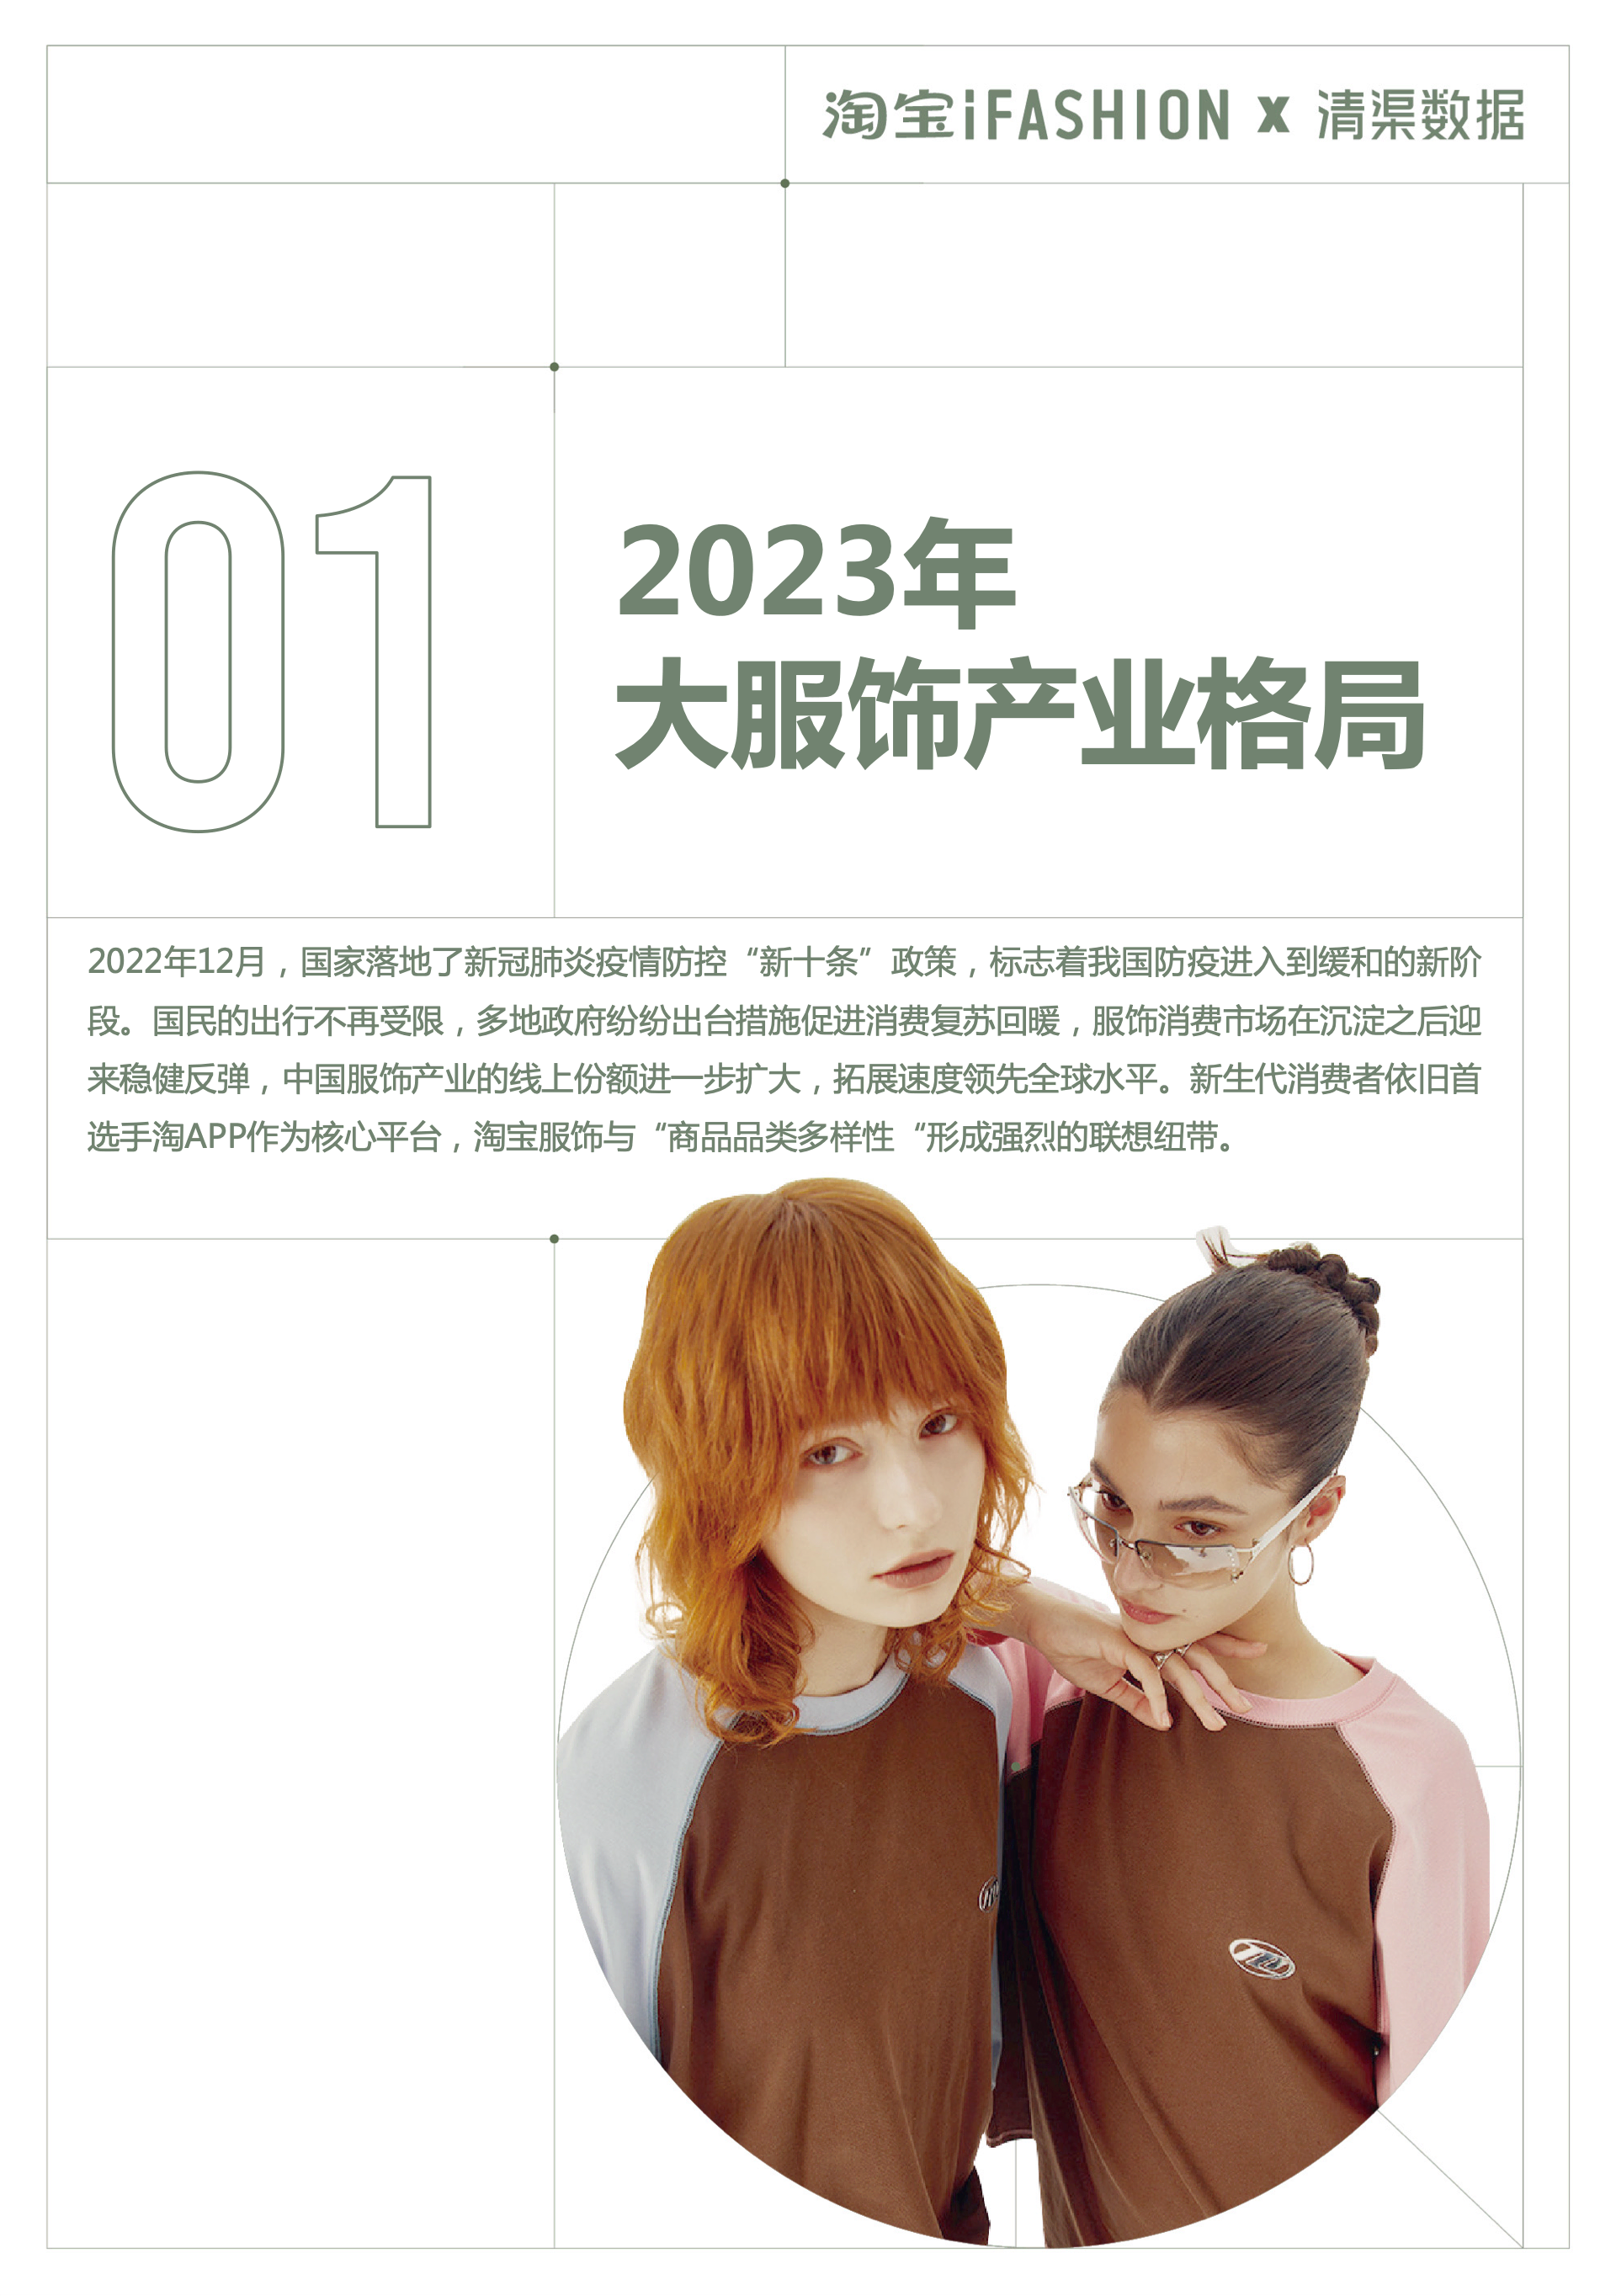 淘宝iFASHION x 清渠数据
01
2023年
大服饰产业格局
2022年12月，国家落地了新冠肺炎疫情防控“新十条”政策，标志着我国防疫进入到缓和的新阶
段。国民的出行不再受限，多地政府纷纷出台措施促进消费复苏回暖，服饰消费市场在沉淀之后迎
来稳健反弹，中国服饰产业的线上份额进一步扩大，拓展速度领先全球水平。新生代消费者依旧首
选手淘APP作为核心平台，淘宝服饰与“商品品类多样性“形成强烈的联想纽带。